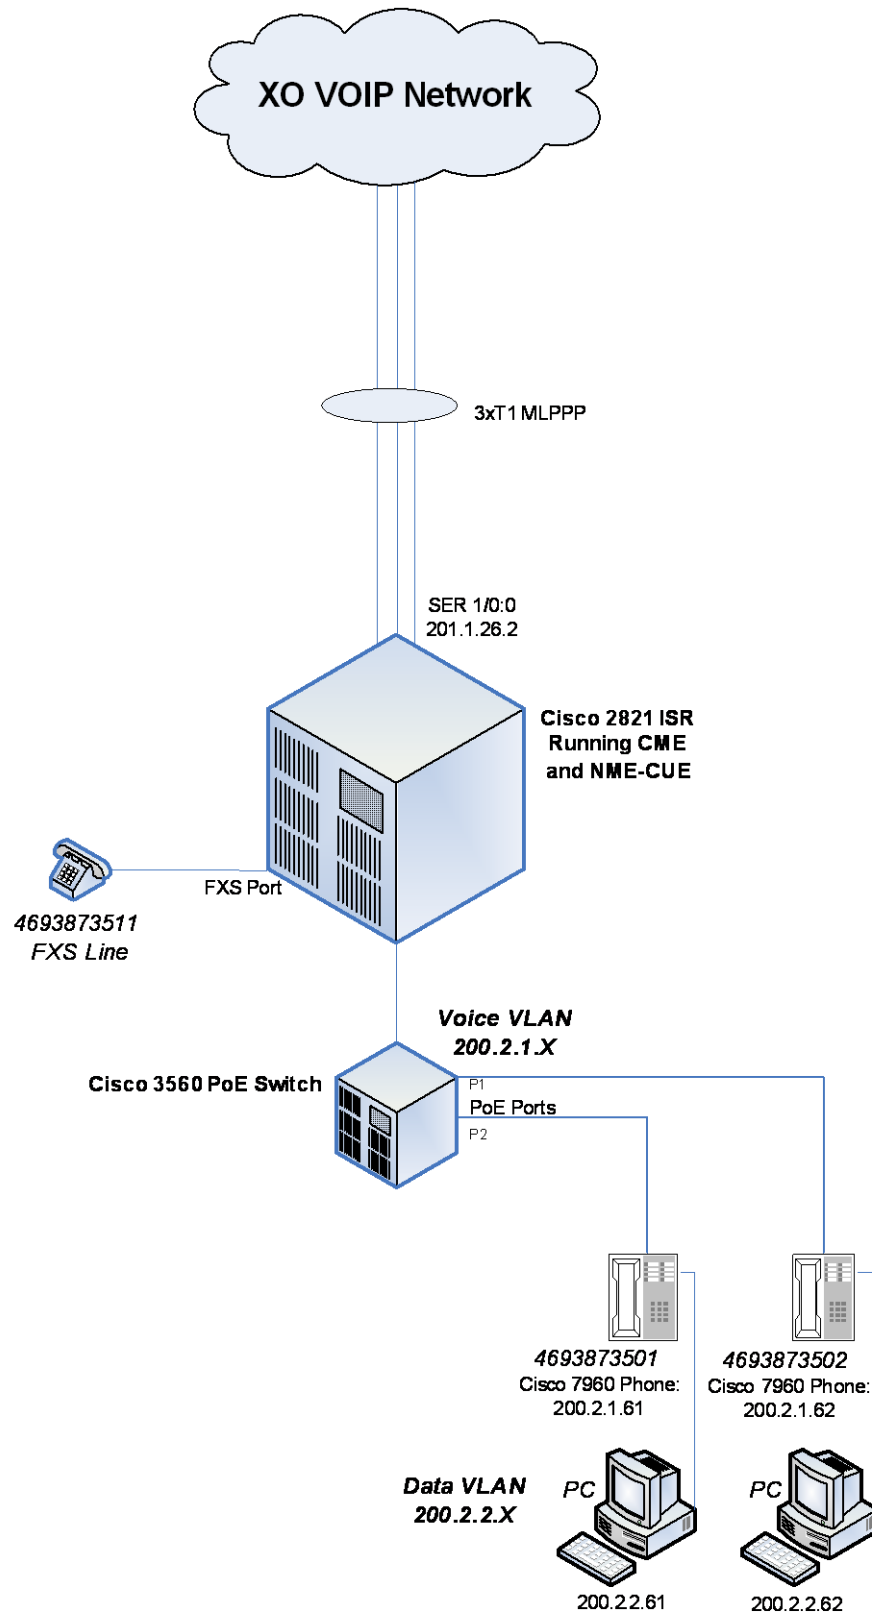 XO VOIP Network
3xT1 MLPPP
SER 1/0:0
201.1.26.2
Cisco 2821 ISR
Running CME
and NME-CUE
FXS Port
4693873511
FXS Line
Voice VLAN
200.2.1.X
Cisco 3560 PoE Switch
P1
PoE Ports
P2
4693873501
Cisco 7960 Phone:
200.2.1.61
4693873502
Cisco 7960 Phone:
200.2.1.62
Data VLAN
200.2.2.X
PC
PC
200.2.2.61
200.2.2.62